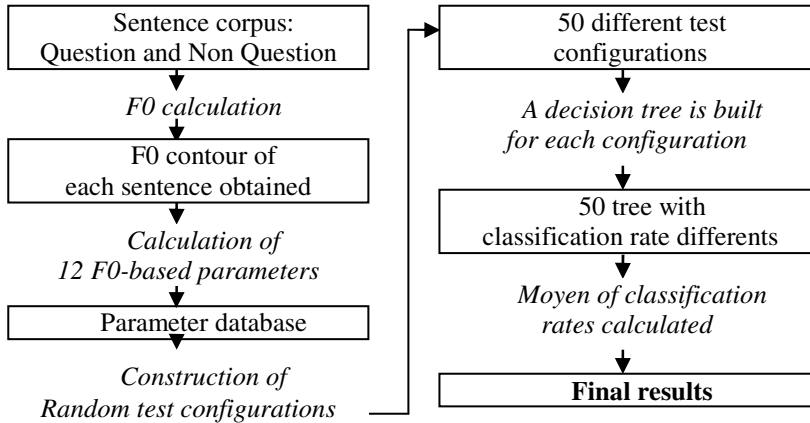 Sentence corpus:
Question and Non Question
F0 calculation
F0 contour of
each sentence obtained
Calculation of
12 F0-based parameters
Parameter database
Construction of
Random test configurations
50 different test
configurations
A decision tree is built
for each configuration
50 tree with
classification rate differents
Moyen of classification
rates calculated
Final results